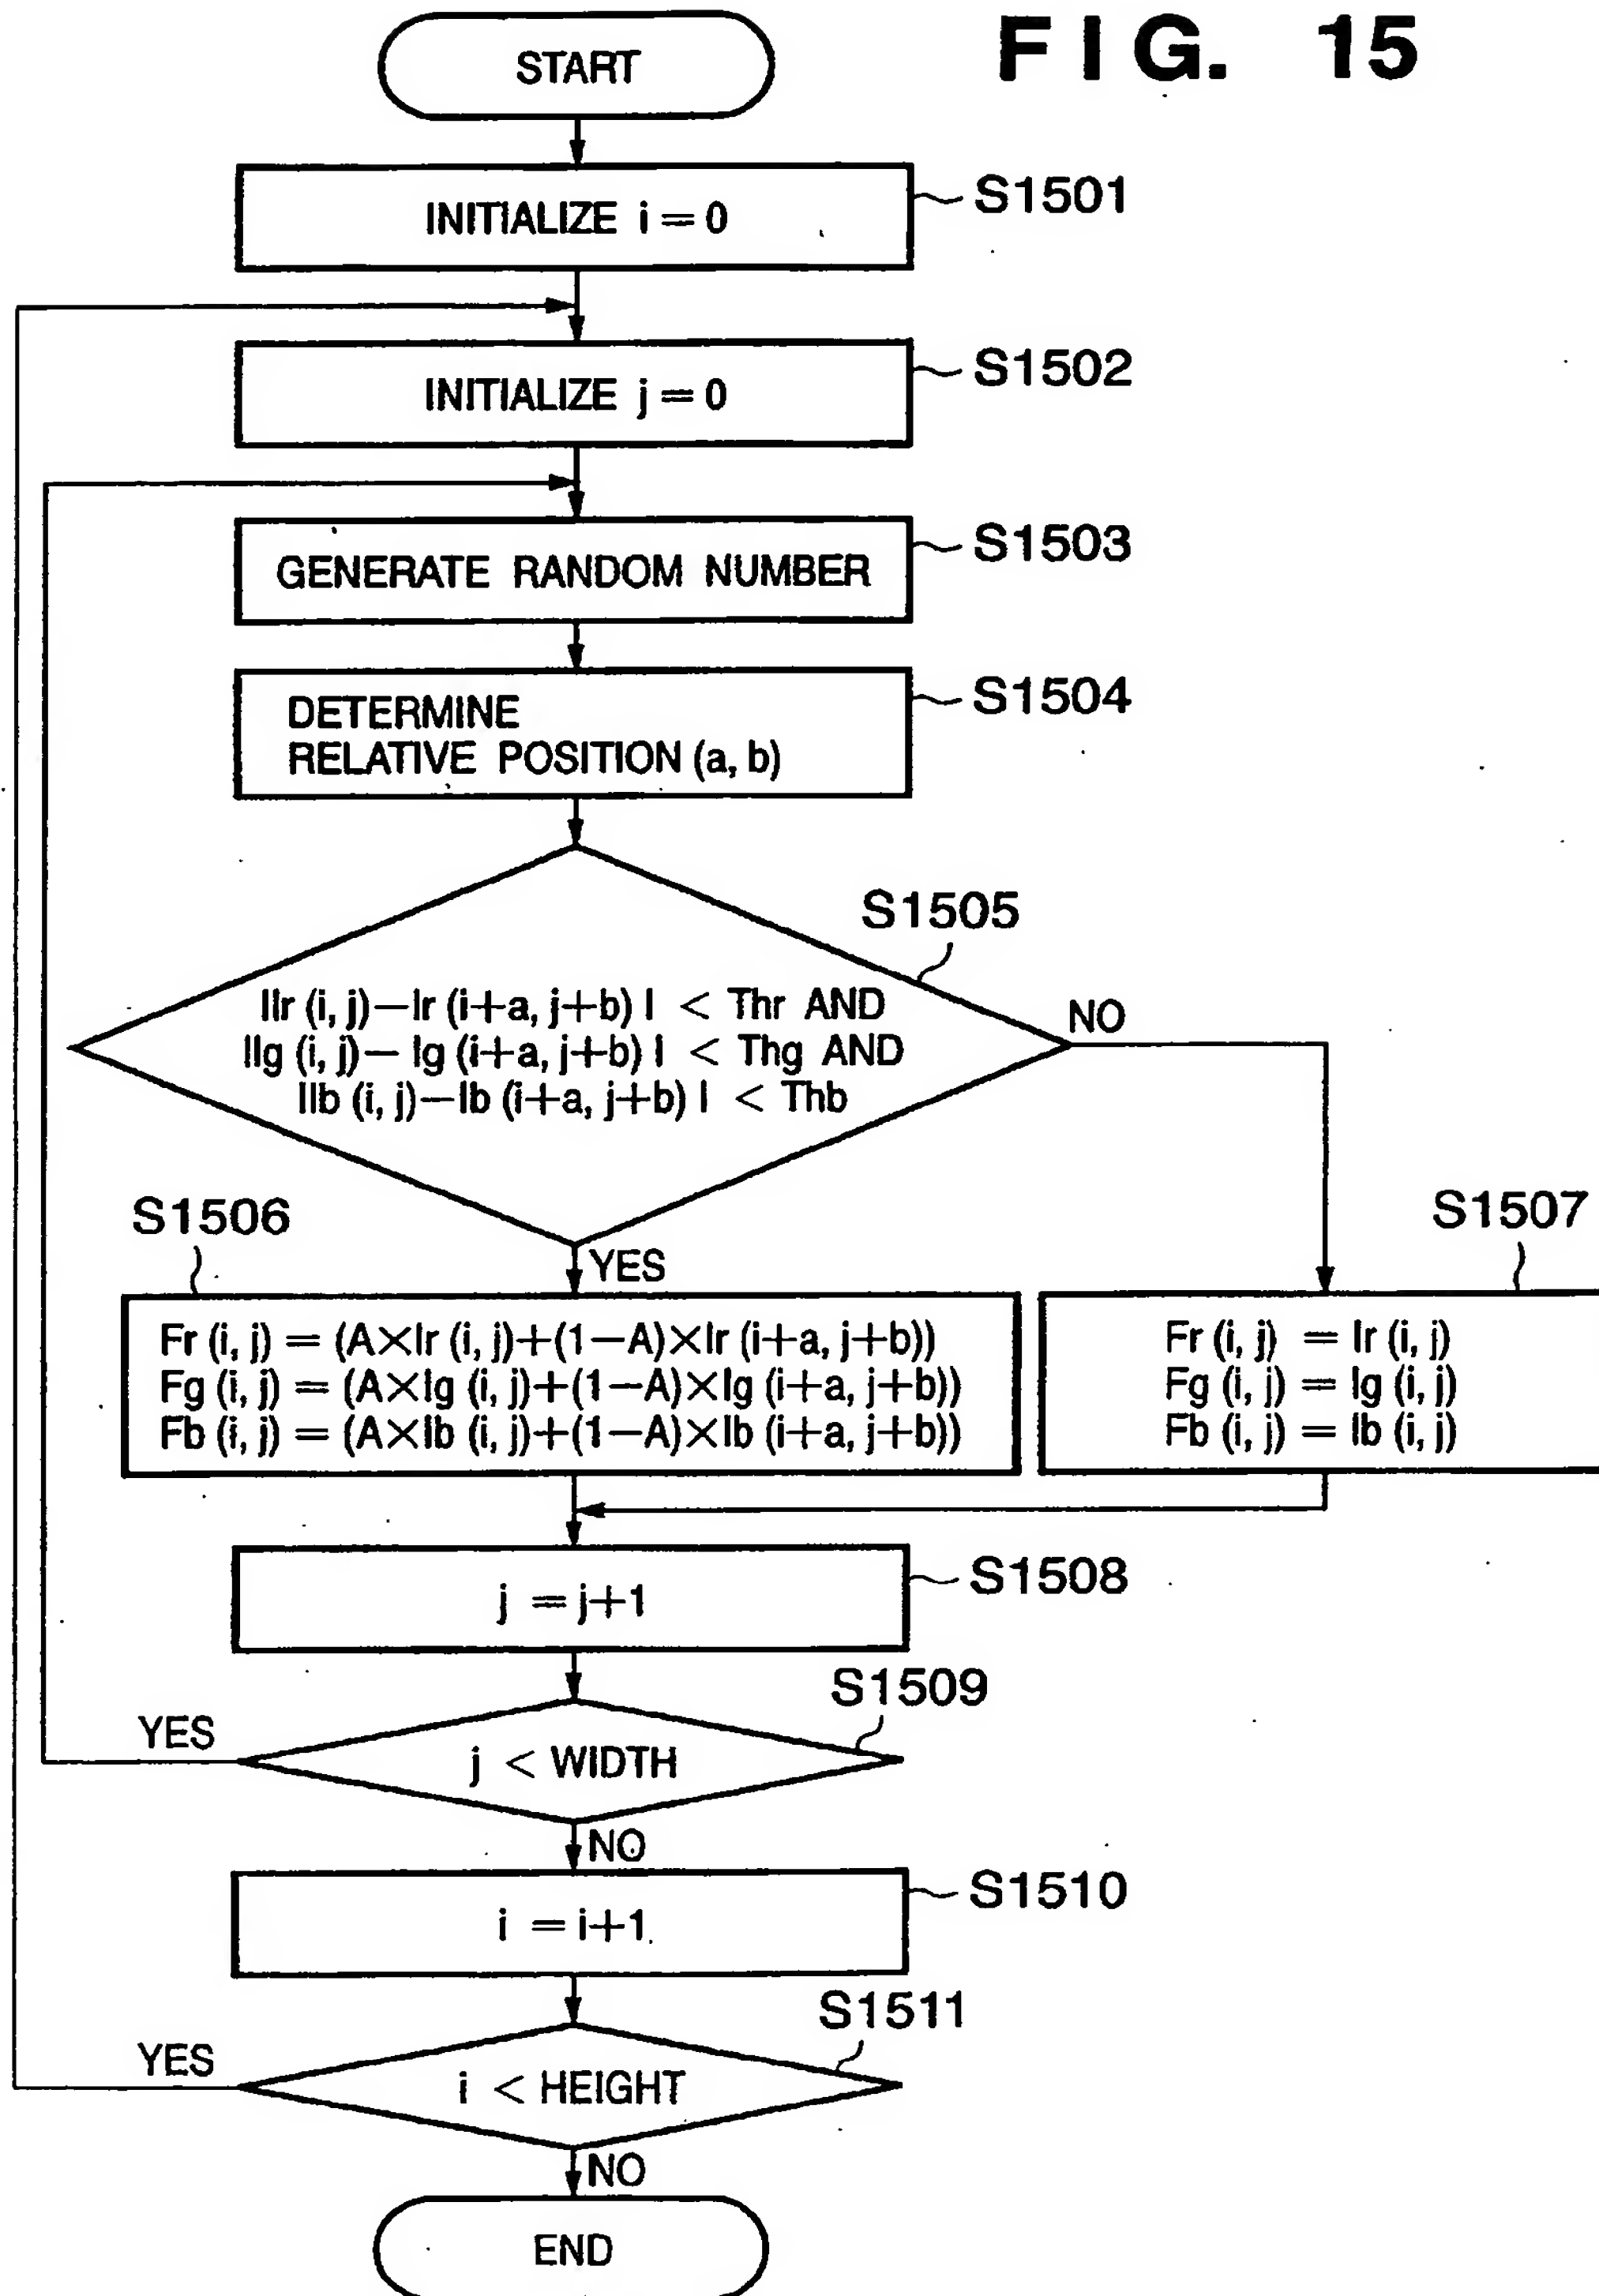 FIG. 15
START
INITIALIZE i = 0
S1501
INITIALIZE j = 0
S1502
GENERATE RANDOM NUMBER
S1503
DETERMINE
RELATIVE POSITION (a, b)
S1504
S1505
|Ir (i, j)−Ir (i+a, j+b) | < Thr AND
|Ig (i, j)− Ig (i+a, j+b) | < Thg AND
|Ib (i, j)−Ib (i+a, j+b) | < Thb
NO
YES
S1506
Fr (i, j) = (A×Ir (i, j)+(1−A)×Ir (i+a, j+b))
Fg (i, j) = (A×Ig (i, j)+(1−A)×Ig (i+a, j+b))
Fb (i, j) = (A×Ib (i, j)+(1−A)×Ib (i+a, j+b))
S1507
Fr (i, j) = Ir (i, j)
Fg (i, j) = Ig (i, j)
Fb (i, j) = Ib (i, j)
j = j+1
S1508
S1509
YES
j < WIDTH
NO
i = i+1
S1510
S1511
YES
i < HEIGHT
NO
END